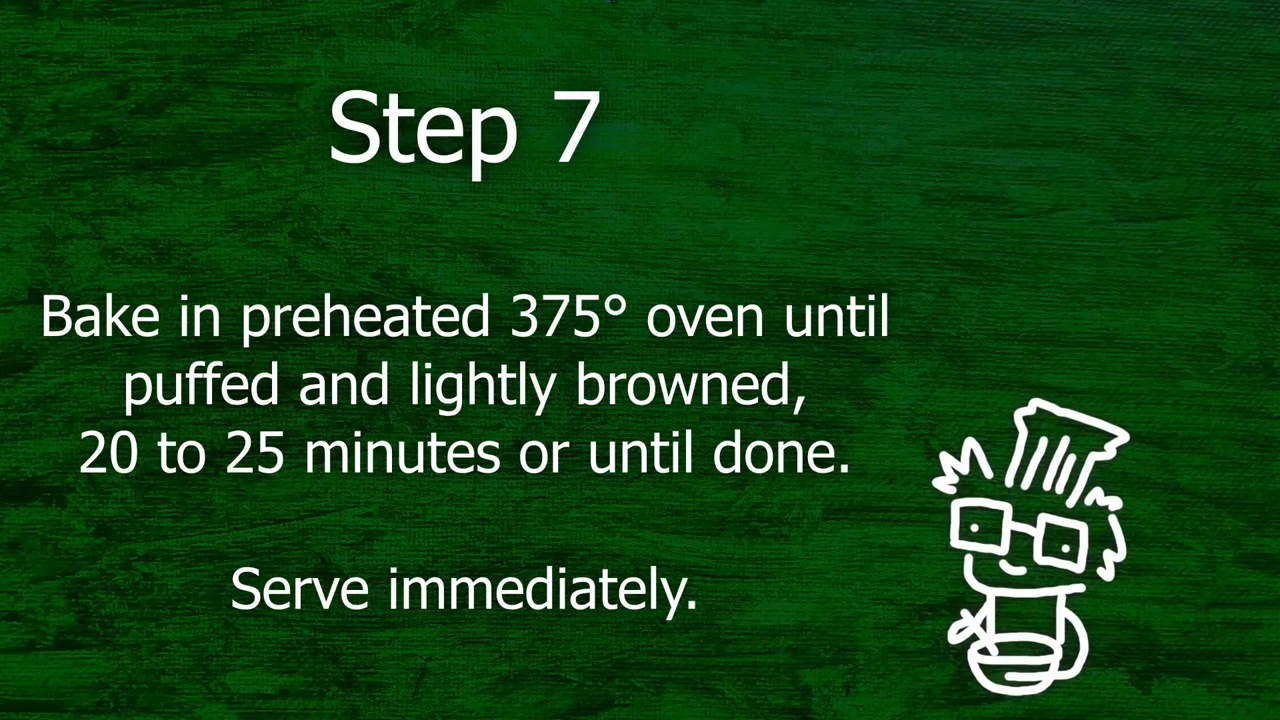 Step 7
Bake in preheated 375° oven until
puffed and lightly browned,
20 to 25 minutes or until done.
Serve immediately.